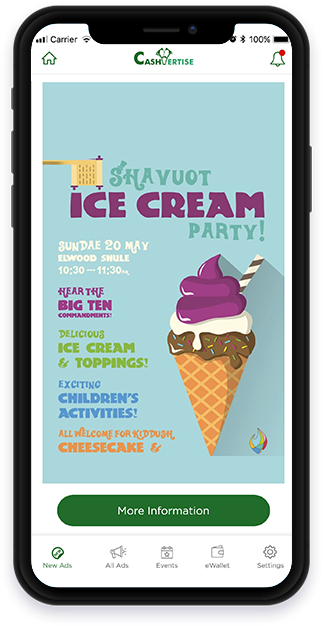 Carrier 100%
CASHVERTISE
SHAVUOT
ICE CREAM
PARTY!
SUNDAE 20 MAY
ELWOOD SHULE
10:30 — 11:30AM
HEAR THE
BIG TEN
COMMANDMENTS!
DELICIOUS
ICE CREAM
& TOPPINGS!
EXCITING
CHILDREN'S
ACTIVITIES!
ALL WELCOME FOR KIDDUSH,
CHEESECAKE &
More Information
New Ads All Ads Events eWallet Settings